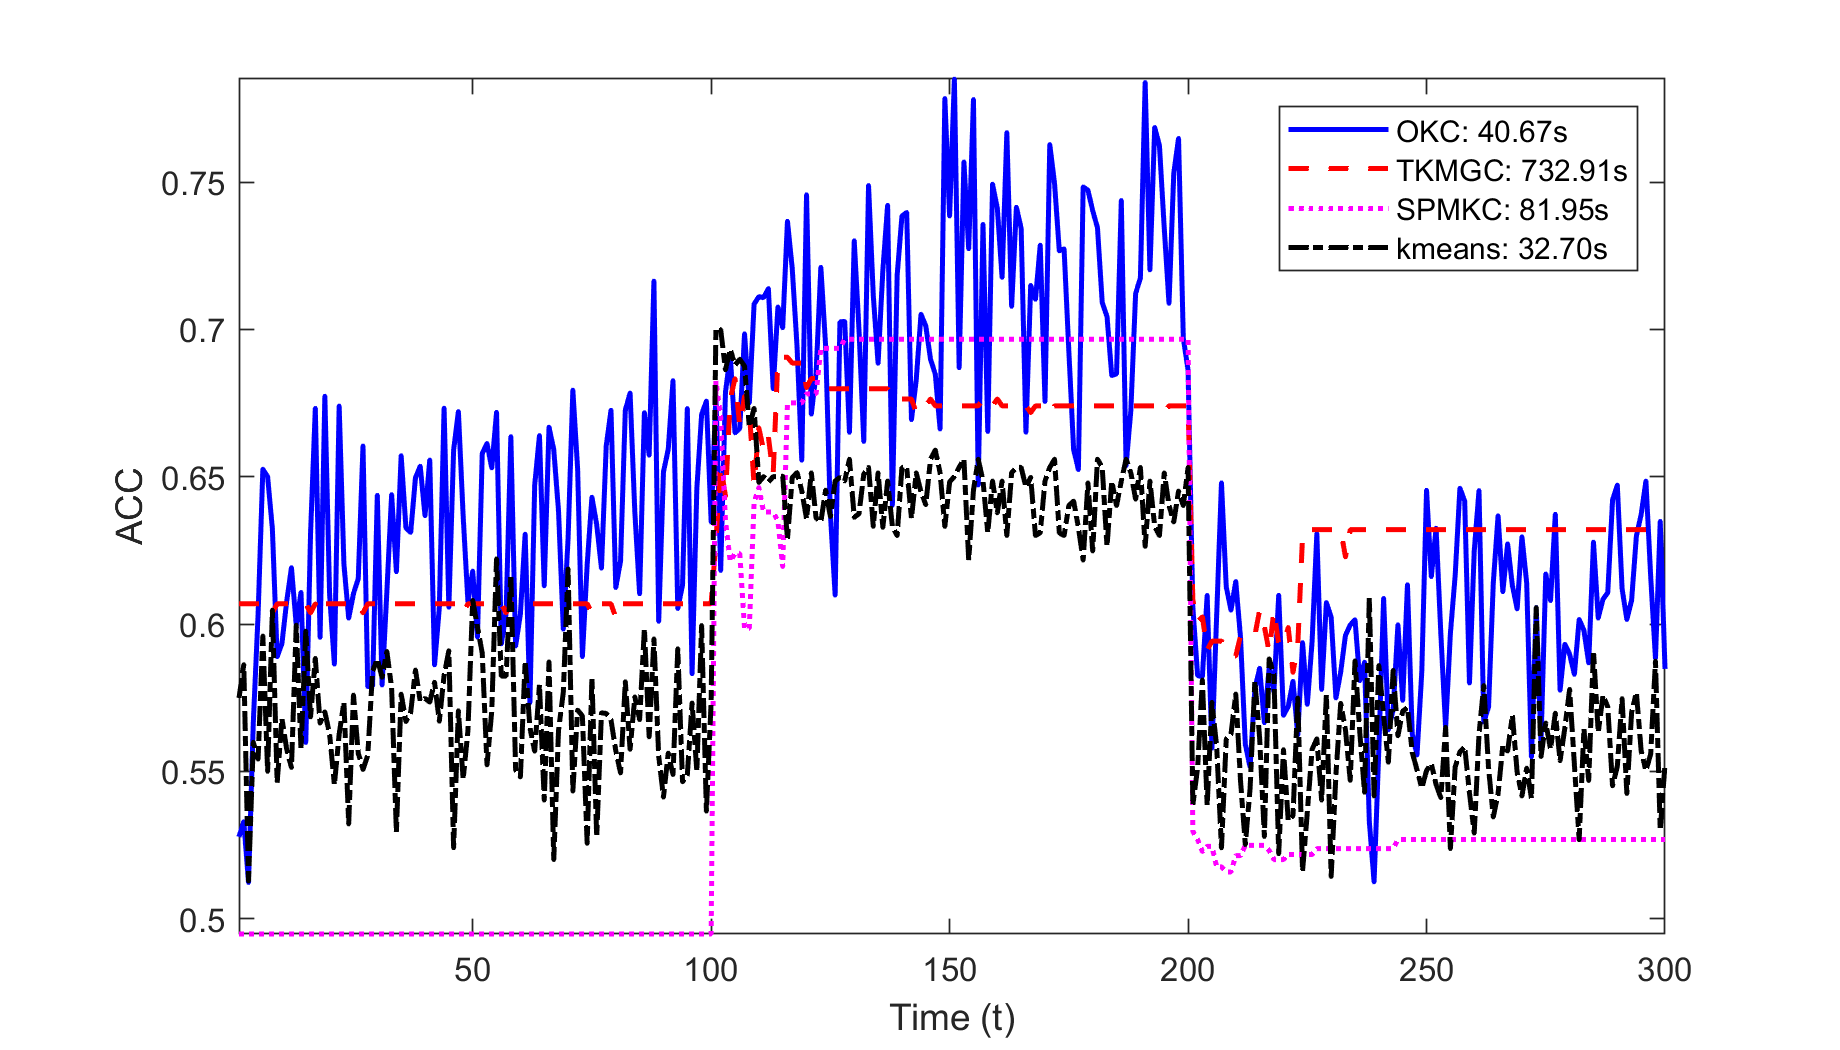 OKC: 40.67s
TKMGC: 732.91s
SPMKC: 81.95s
kmeans: 32.70s
ACC
0.75
0.7
0.65
0.6
0.55
0.5
50 100 150 200 250 300
Time (t)